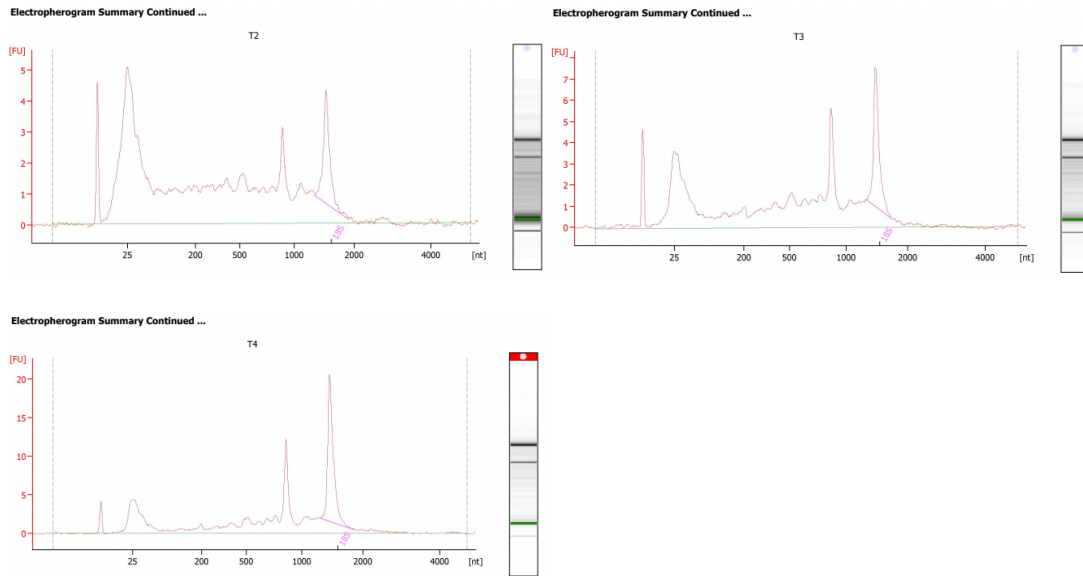 Electropherogram Summary Continued ...
T2
[FU]
5
4
3
2
1
0
18S
25 200 500 1000 2000 4000 [nt]
Electropherogram Summary Continued ...
T3
[FU]
7
6
5
4
3
2
1
0
18S
25 200 500 1000 2000 4000 [nt]
Electropherogram Summary Continued ...
T4
[FU]
20
15
10
5
0
18S
25 200 500 1000 2000 4000 [nt]